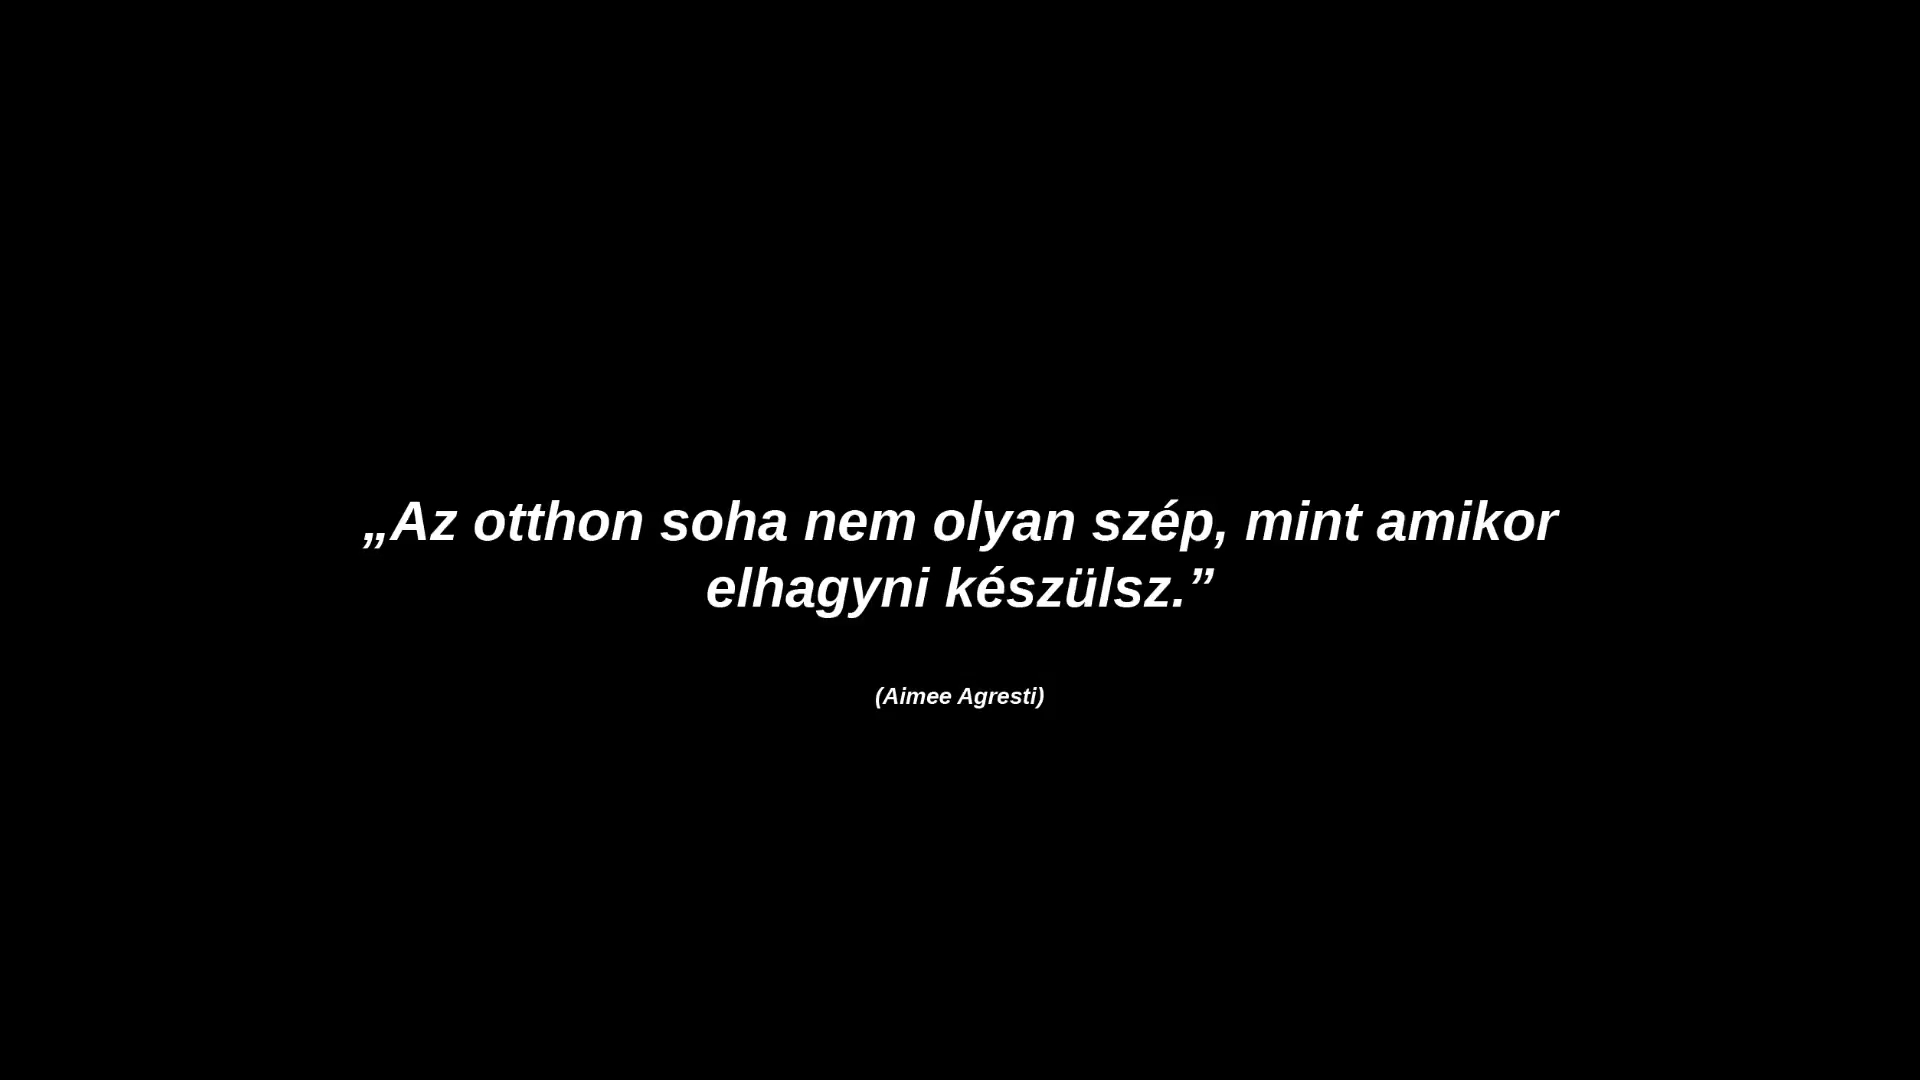 „Az otthon soha nem olyan szép, mint amikor
elhagyni készülsz.”
(Aimee Agresti)